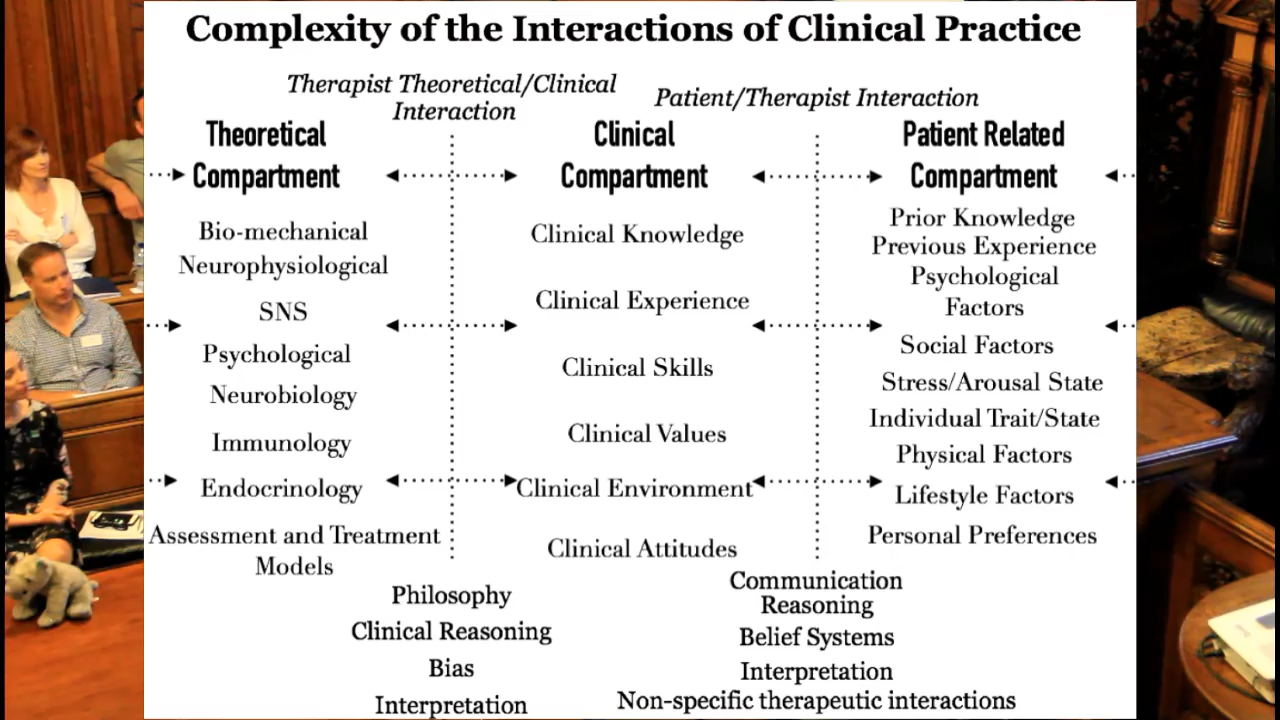 Complexity of the Interactions of Clinical Practice
Therapist Theoretical/Clinical
Interaction
Patient/Therapist Interaction
Theoretical
Compartment
Bio-mechanical
Neurophysiological
SNS
Psychological
Neurobiology
Immunology
Endocrinology
Assessment and Treatment
Models
Clinical
Compartment
Clinical Knowledge
Clinical Experience
Clinical Skills
Clinical Values
Clinical Environment
Clinical Attitudes
Patient Related
Compartment
Prior Knowledge
Previous Experience
Psychological
Factors
Social Factors
Stress/Arousal State
Individual Trait/State
Physical Factors
Lifestyle Factors
Personal Preferences
Philosophy
Clinical Reasoning
Bias
Interpretation
Communication
Reasoning
Belief Systems
Interpretation
Non-specific therapeutic interactions